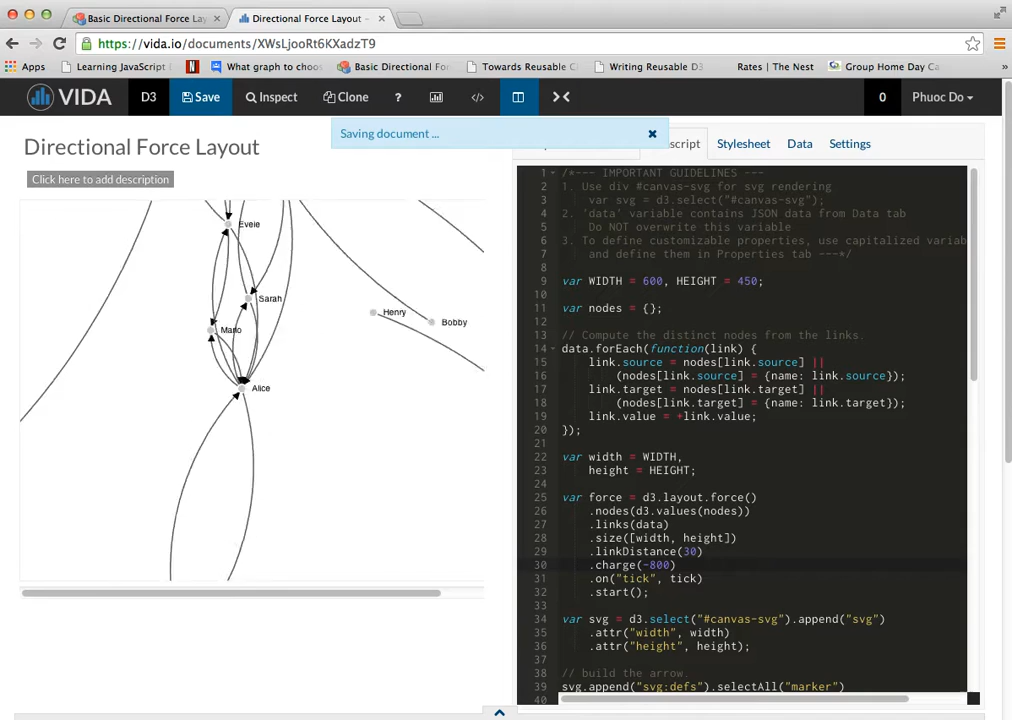 Basic Directional Force Lay
Directional Force Layout -
https://vida.io/documents/XWsLjooRt6KXadzT9
Apps
Learning JavaScript
N
What graph to choo
Basic Directional Fo
Towards Reusable C
Writing Reusable D3
Rates | The Nest
Group Home Day Ca
»
VIDA
D3
Save
Inspect
Clone
?
0
Phuoc Do
Saving document ...
Directional Force Layout
Click here to add description
script
Stylesheet
Data
Settings
Eveie
Sarah
Mario
Henry
Bobby
Alice
1 /*--- IMPORTANT GUIDELINES ---
2 1. Use div #canvas-svg for svg rendering
3 var svg = d3.select("#canvas-svg");
4 2. 'data' variable contains JSON data from Data tab
5 Do NOT overwrite this variable
6 3. To define customizable properties, use capitalized variab
7 and define them in Properties tab ---*/
8
9 var WIDTH = 600, HEIGHT = 450;
10
11 var nodes = {};
12
13 // Compute the distinct nodes from the links.
14 data.forEach(function(link) {
15 link.source = nodes[link.source] ||
16 (nodes[link.source] = {name: link.source});
17 link.target = nodes[link.target] ||
18 (nodes[link.target] = {name: link.target});
19 link.value = +link.value;
20 });
21
22 var width = WIDTH,
23 height = HEIGHT;
24
25 var force = d3.layout.force()
26 .nodes(d3.values(nodes))
27 .links(data)
28 .size([width, height])
29 .linkDistance(30)
30 .charge(-800)
31 .on("tick", tick)
32 .start();
33
34 var svg = d3.select("#canvas-svg").append("svg")
35 .attr("width", width)
36 .attr("height", height);
37
38 // build the arrow.
39 svg.append("svg:defs").selectAll("marker")
40